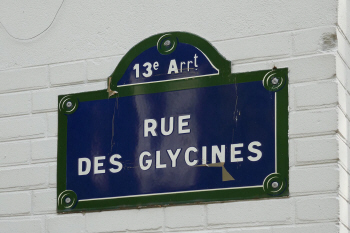 13e Arrt
RUE
DES GLYCINES